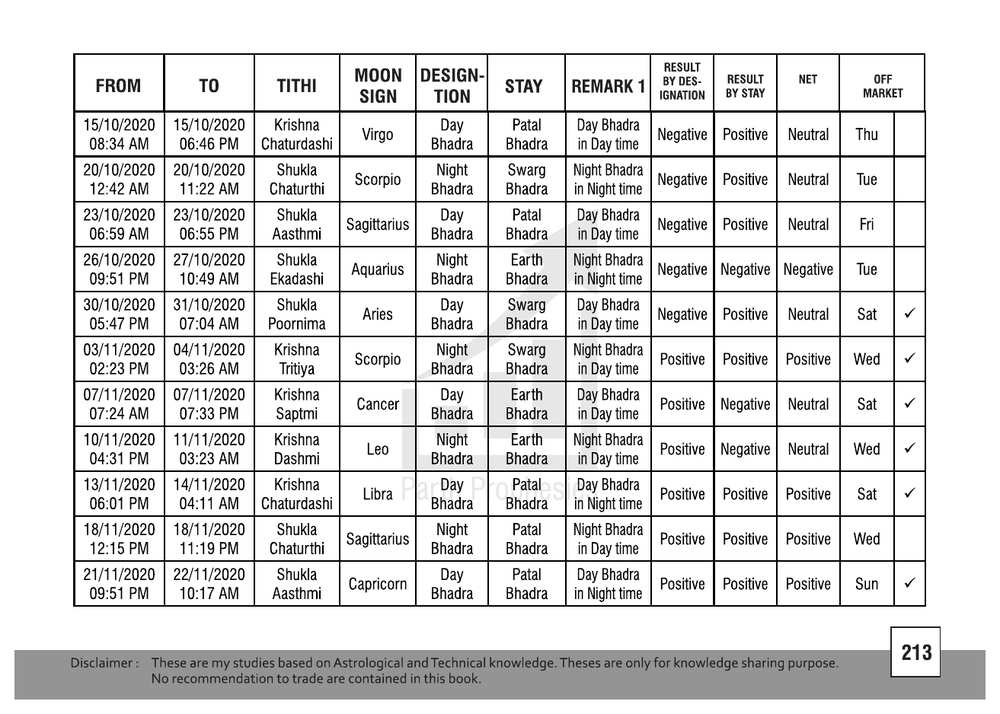 FROM TO TITHI MOON SIGN DESIGN-TION STAY REMARK 1 RESULT BY DES-IGNATION RESULT BY STAY NET OFF MARKET
15/10/2020 15/10/2020 Krishna Virgo Day Patal Day Bhadra Negative Positive Neutral Thu
08:34 AM 06:46 PM Chaturdashi Bhadra Bhadra in Day time
20/10/2020 20/10/2020 Shukla Scorpio Night Swarg Night Bhadra Negative Positive Neutral Tue
12:42 AM 11:22 AM Chaturthi Bhadra Bhadra in Night time
23/10/2020 23/10/2020 Shukla Sagittarius Day Patal Day Bhadra Negative Positive Neutral Fri
06:59 AM 06:55 PM Aasthmi Bhadra Bhadra in Day time
26/10/2020 27/10/2020 Shukla Aquarius Night Earth Night Bhadra Negative Negative Negative Tue
09:51 PM 10:49 AM Ekadashi Bhadra Bhadra in Night time
30/10/2020 31/10/2020 Shukla Aries Day Swarg Day Bhadra Negative Positive Neutral Sat ✓
05:47 PM 07:04 AM Poornima Bhadra Bhadra in Day time
03/11/2020 04/11/2020 Krishna Scorpio Night Swarg Night Bhadra Positive Positive Positive Wed ✓
02:23 PM 03:26 AM Tritiya Bhadra Bhadra in Day time
07/11/2020 07/11/2020 Krishna Cancer Day Earth Day Bhadra Positive Negative Neutral Sat ✓
07:24 AM 07:33 PM Saptmi Bhadra Bhadra in Day time
10/11/2020 11/11/2020 Krishna Leo Night Earth Night Bhadra Positive Negative Neutral Wed ✓
04:31 PM 03:23 AM Dashmi Bhadra Bhadra in Day time
13/11/2020 14/11/2020 Krishna Libra Day Patal Day Bhadra Positive Positive Positive Sat ✓
06:01 PM 04:11 AM Chaturdashi Bhadra Bhadra in Night time
18/11/2020 18/11/2020 Shukla Sagittarius Night Patal Night Bhadra Positive Positive Positive Wed
12:15 PM 11:19 PM Chaturthi Bhadra Bhadra in Day time
21/11/2020 22/11/2020 Shukla Capricorn Day Patal Day Bhadra Positive Positive Positive Sun ✓
09:51 PM 10:17 AM Aasthmi Bhadra Bhadra in Night time
213
Disclaimer : These are my studies based on Astrological and Technical knowledge. Theses are only for knowledge sharing purpose.
No recommendation to trade are contained in this book.